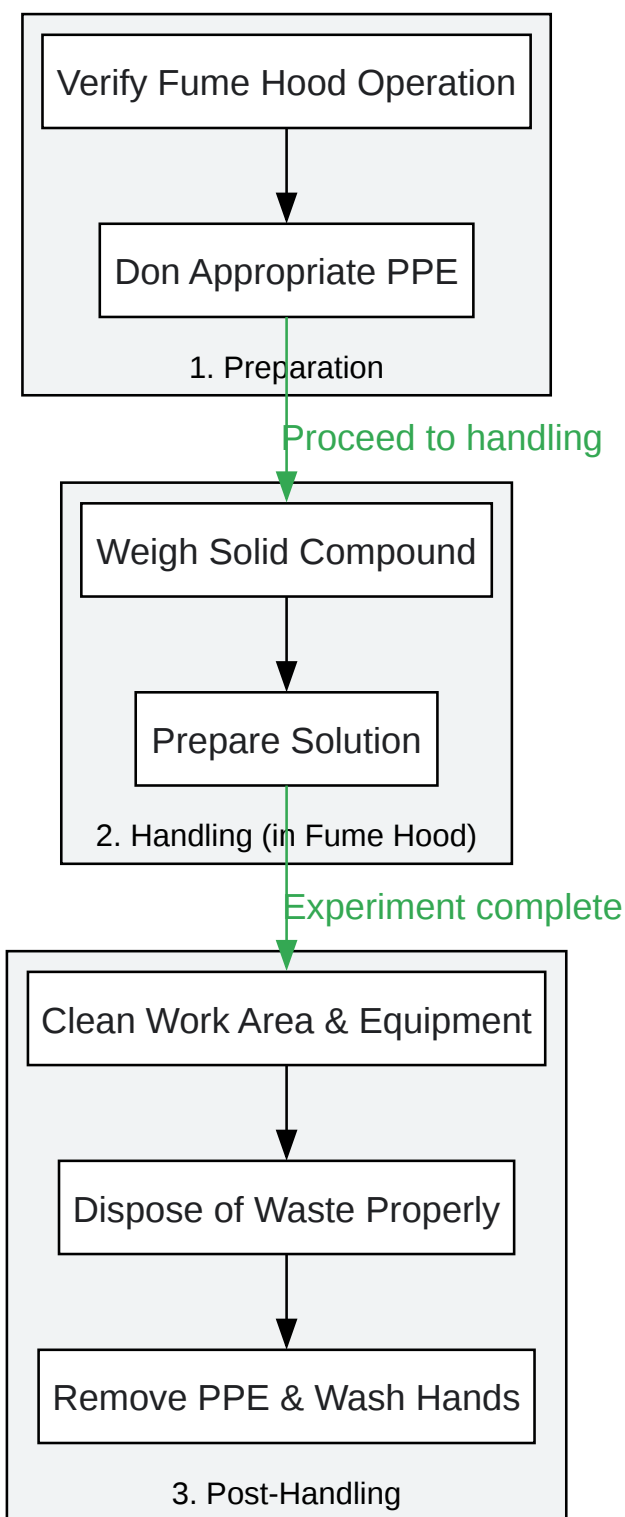 Verify Fume Hood Operation
Don Appropriate PPE
1. Preparation
Proceed to handling
Weigh Solid Compound
Prepare Solution
2. Handling (in Fume Hood)
Experiment complete
Clean Work Area & Equipment
Dispose of Waste Properly
Remove PPE & Wash Hands
3. Post-Handling